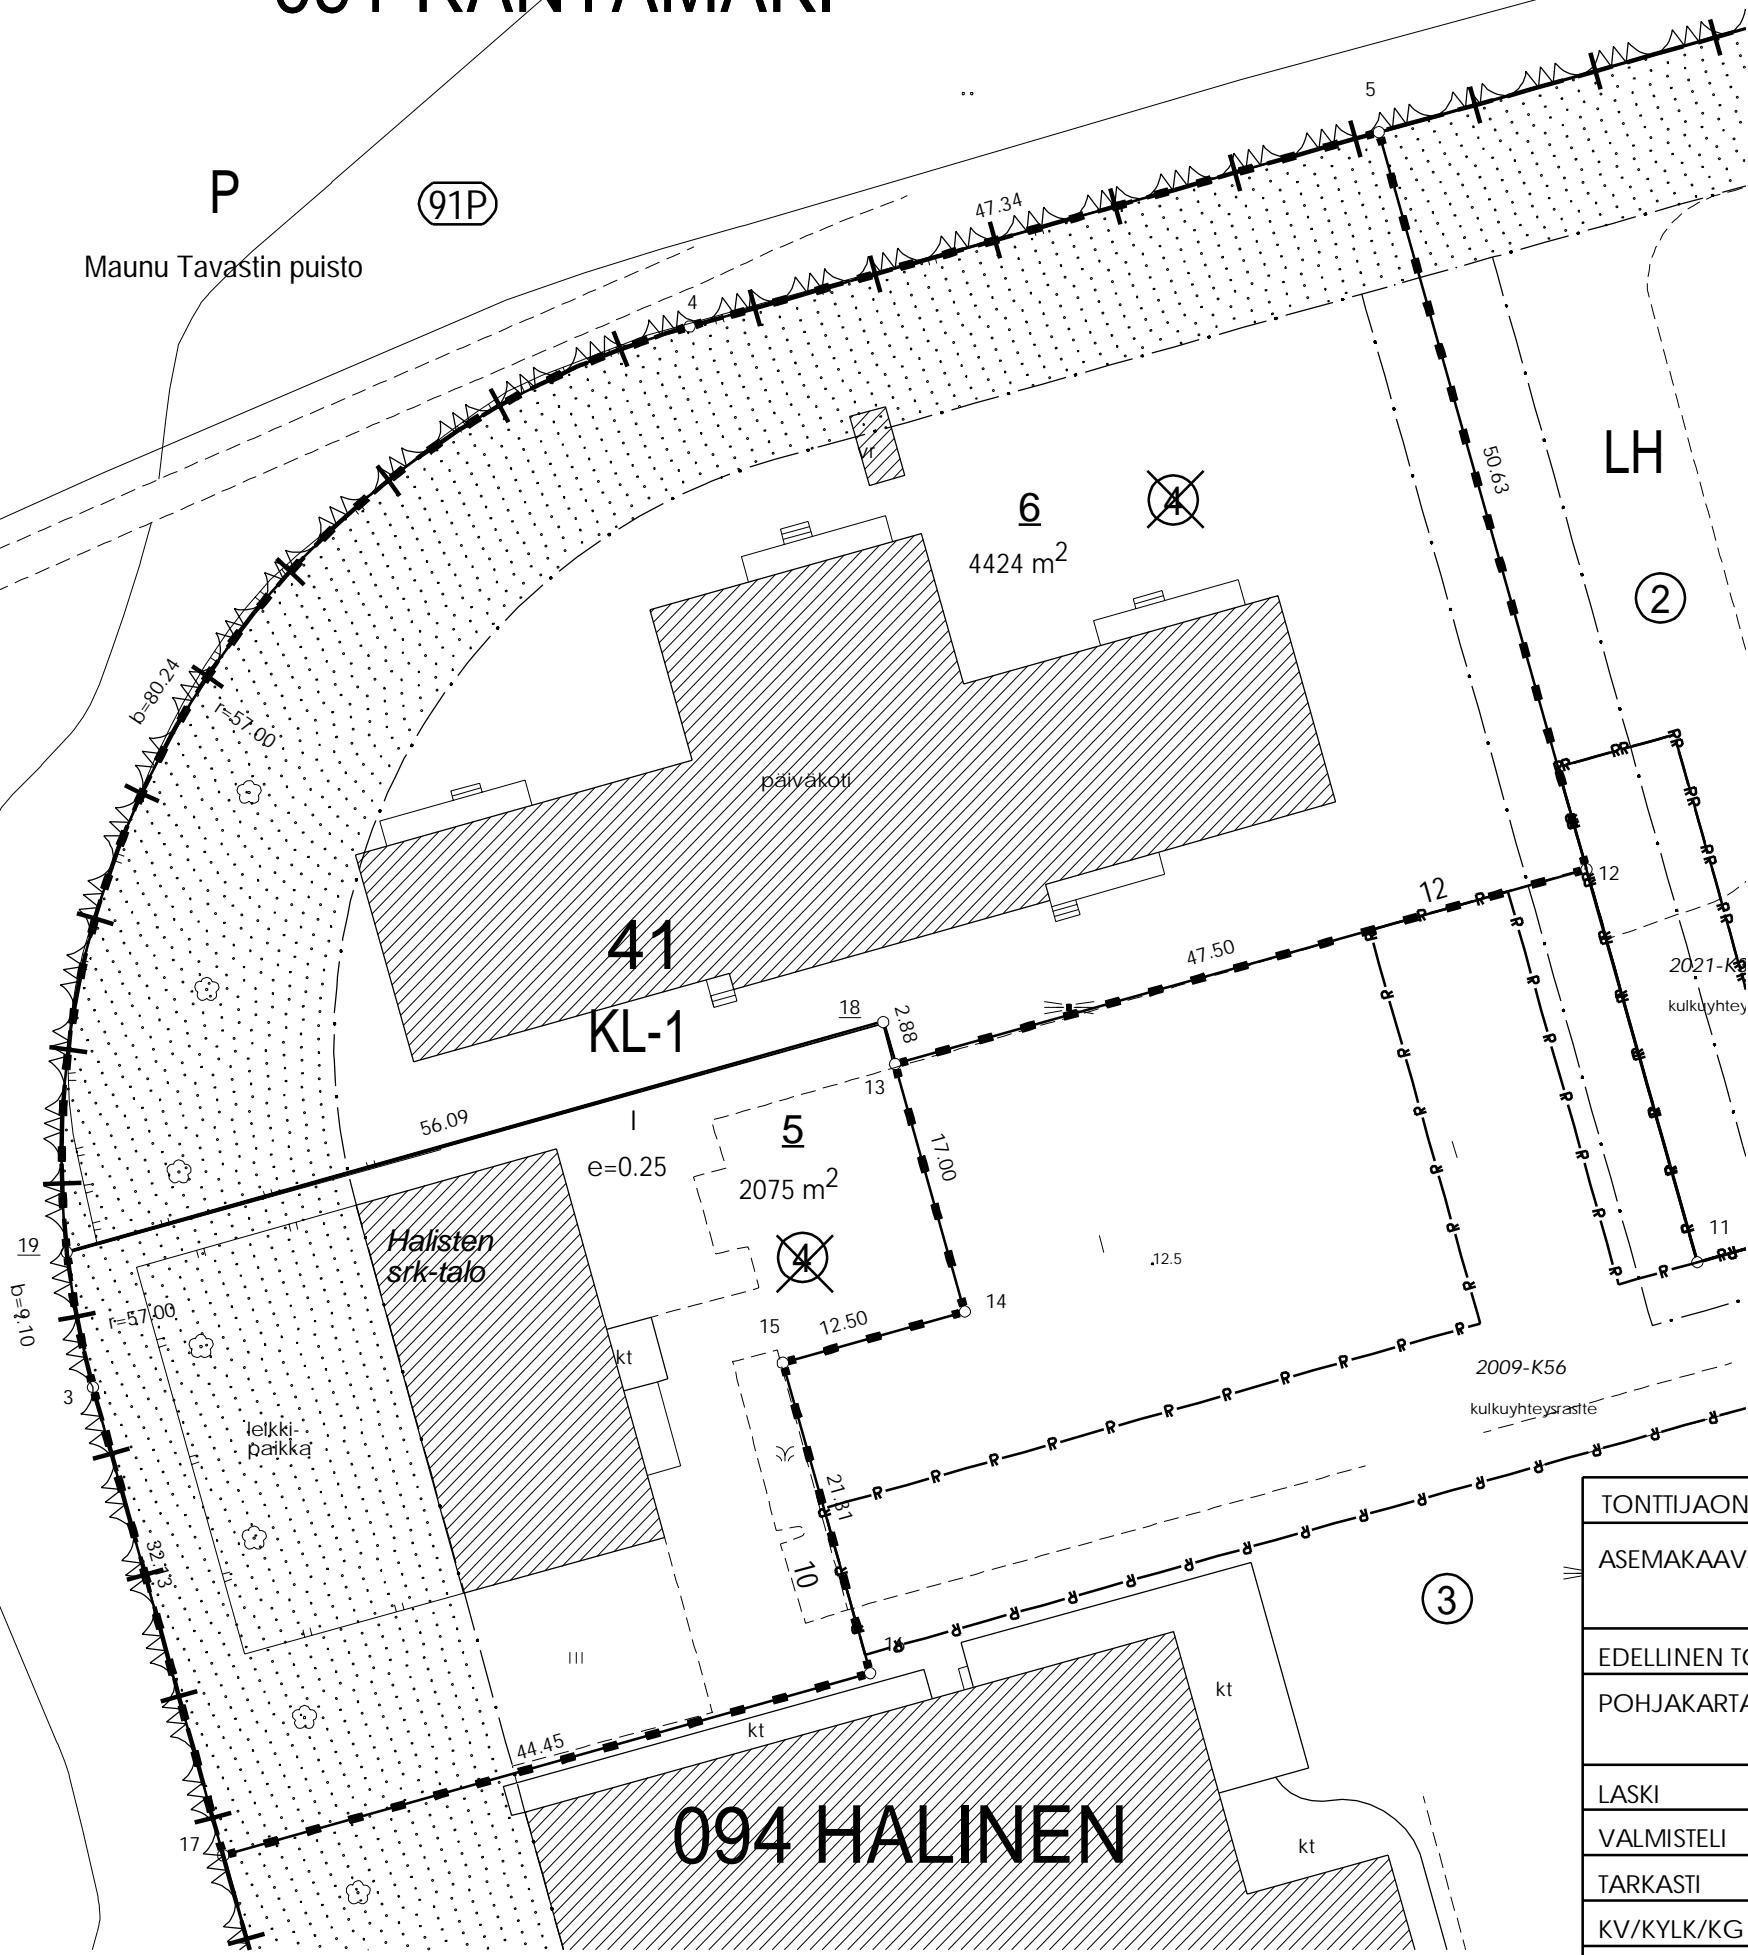 5
47.34
P
91P
Maunu Tavastin puisto
4
LH
50.63
6
4
4424 m2
2
b=80.24
r=57.00
päiväkoti
12
12
41
47.50
2021-
18
2.88
kulkuyhtey
KL-1
13
56.09
I
5
17.00
e=0.25
2075 m2
11
19
Halisten
srk-talo
4
12.5
b=9.10
r=57.00
14
15
12.50
kt
2009-K56
3
kulkuyhteysrasite
leikki-
paikka
21.31
TONTTIJAON
32.13
10
ASEMAKAAV
3
III
EDELLINEN TO
kt
POHJAKARTA
kt
44.45
LASKI
094 HALINEN
VALMISTELI
17
kt
TARKASTI
KV/KYLK/KG